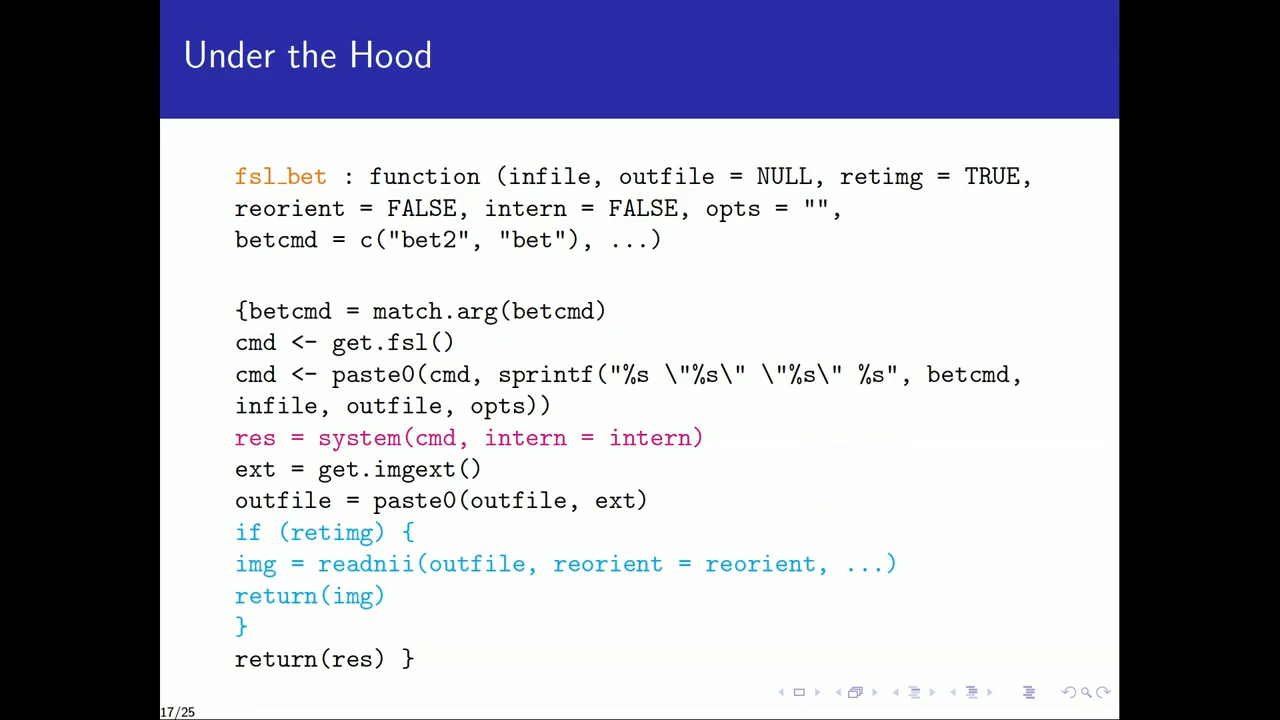 Under the Hood
fsl_bet : function (infile, outfile = NULL, retimg = TRUE,
reorient = FALSE, intern = FALSE, opts = "",
betcmd = c("bet2", "bet"), ...)
{betcmd = match.arg(betcmd)
cmd <- get.fsl()
cmd <- paste0(cmd, sprintf("%s \"%s\" \"%s\" %s", betcmd,
infile, outfile, opts))
res = system(cmd, intern = intern)
ext = get.imgext()
outfile = paste0(outfile, ext)
if (retimg) {
img = readnii(outfile, reorient = reorient, ...)
return(img)
}
return(res) }
17/25